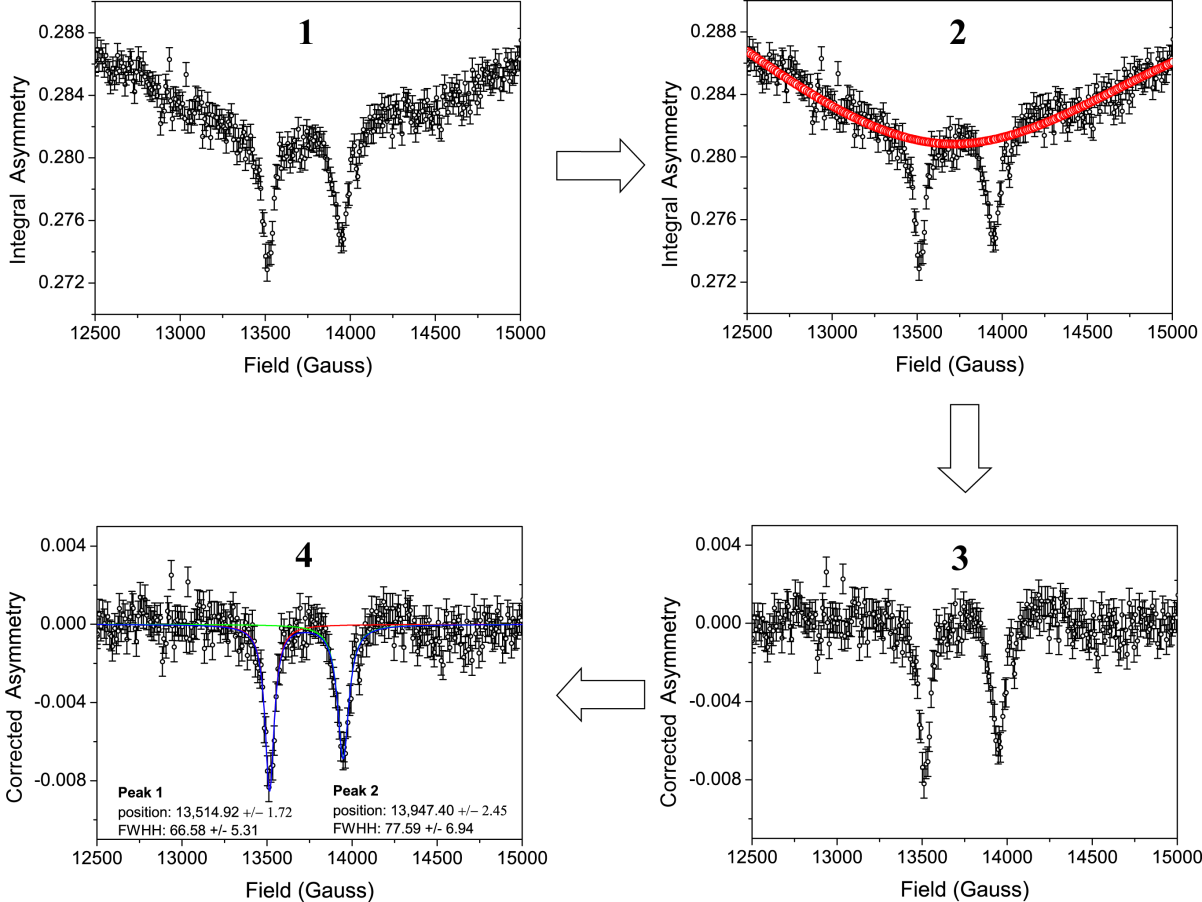 1
0.288
0.284
0.280
0.276
0.272
Integral Asymmetry
12500 13000 13500 14000 14500 15000
Field (Gauss)
2
0.288
0.284
0.280
0.276
0.272
Integral Asymmetry
12500 13000 13500 14000 14500 15000
Field (Gauss)
4
0.004
0.000
-0.004
-0.008
Corrected Asymmetry
Peak 1
position: 13,514.92 +/− 1.72
FWHH: 66.58 +/- 5.31
Peak 2
position: 13,947.40 +/− 2.45
FWHH: 77.59 +/- 6.94
12500 13000 13500 14000 14500 15000
Field (Gauss)
3
0.004
0.000
-0.004
-0.008
Corrected Asymmetry
12500 13000 13500 14000 14500 15000
Field (Gauss)